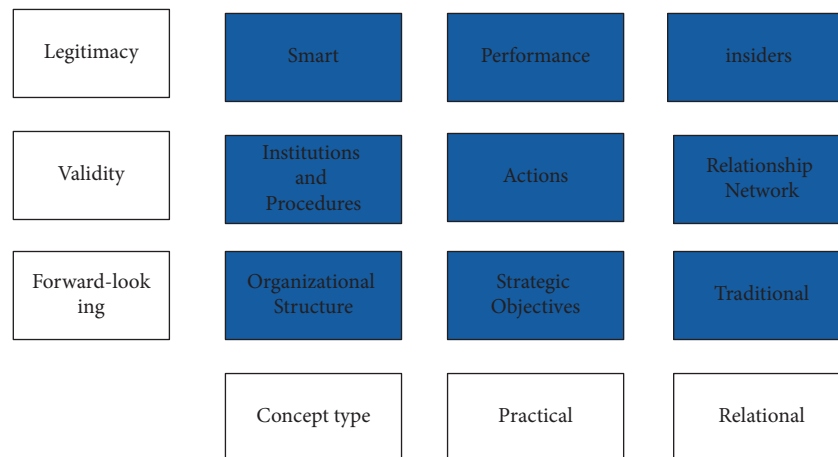 Legitimacy
Smart
Performance
insiders
Validity
Institutions
and
Procedures
Actions
Relationship
Network
Forward-look
ing
Organizational
Structure
Strategic
Objectives
Traditional
Concept type
Practical
Relational